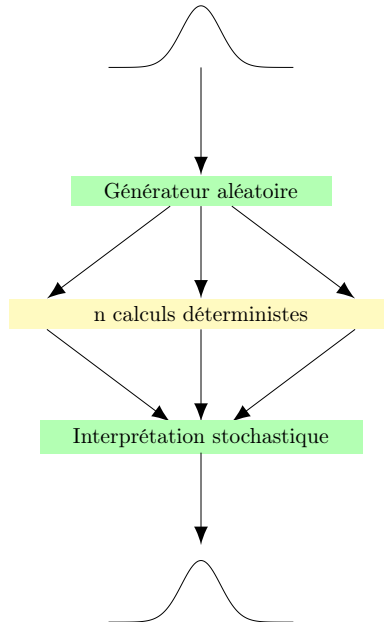 Générateur aléatoire
n calculs déterministes
Interprétation stochastique